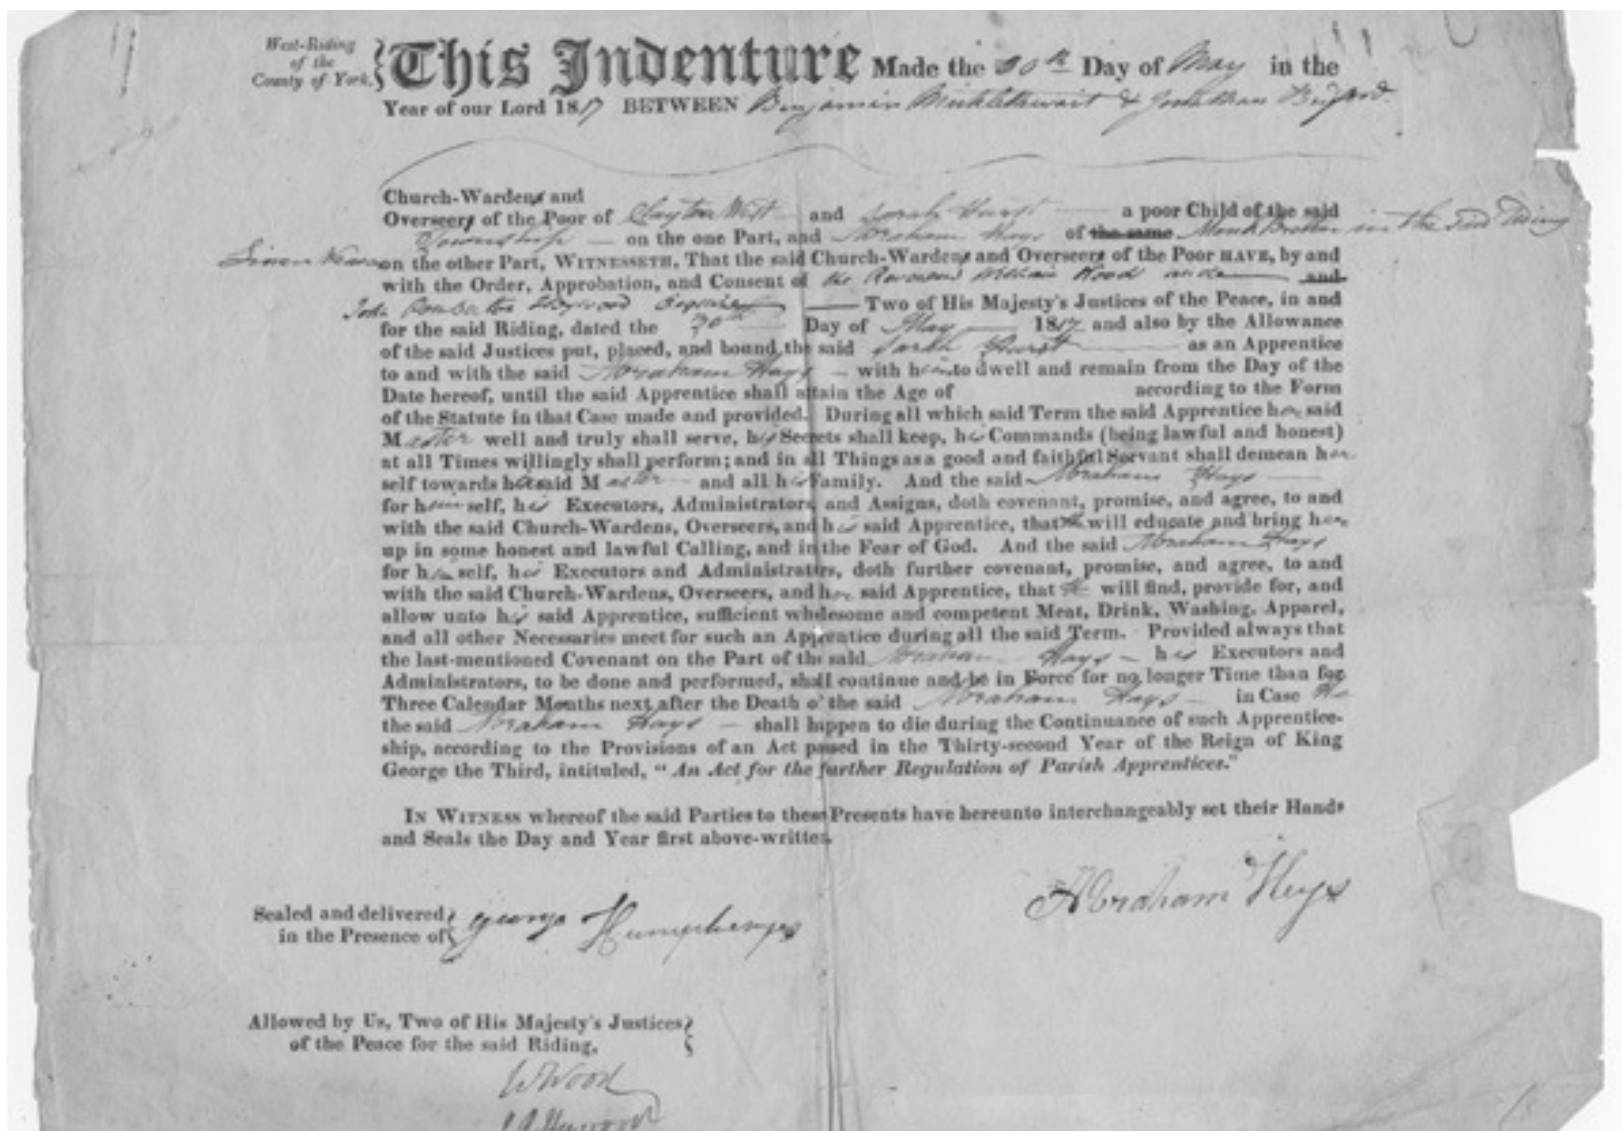 West-Riding
of the
County of York.
This Indenture Made the 30th Day of May in the
Year of our Lord 1817 BETWEEN Benjamin Micklethwait & Jonathan
Church-Wardens and
Overseers of the Poor of Clayton West and Sarah Hurst a poor Child of the said
Township on the one Part, and Abraham Hays of the same Monk Bretton in the said Riding
Linen Weaver on the other Part, WITNESSETH, That the said Church-Wardens and Overseers of the Poor HAVE, by and
with the Order, Approbation, and Consent of the Reverend William Wood and
John Pemberton Heywood Esquire Two of His Majesty's Justices of the Peace, in and
for the said Riding, dated the 30th Day of May 1817 and also by the Allowance
of the said Justices put, placed, and bound the said Sarah Hurst as an Apprentice
to and with the said Abraham Hays with him to dwell and remain from the Day of the
Date hereof, until the said Apprentice shall attain the Age of according to the Form
of the Statute in that Case made and provided. During all which said Term the said Apprentice her said
Master well and truly shall serve, his Secrets shall keep, his Commands (being lawful and honest)
at all Times willingly shall perform; and in all Things as a good and faithful Servant shall demean her
self towards her said Master and all his Family. And the said Abraham Hays
for himself, his Executors, Administrators, and Assigns, doth covenant, promise, and agree, to and
with the said Church-Wardens, Overseers, and his said Apprentice, that he will educate and bring her
up in some honest and lawful Calling, and in the Fear of God. And the said Abraham Hays
for himself, his Executors and Administrators, doth further covenant, promise, and agree, to and
with the said Church-Wardens, Overseers, and her said Apprentice, that he will find, provide for, and
allow unto his said Apprentice, sufficient wholesome and competent Meat, Drink, Washing, Apparel,
and all other Necessaries meet for such an Apprentice during all the said Term. Provided always that
the last-mentioned Covenant on the Part of the said Abraham Hays his Executors and
Administrators, to be done and performed, shall continue and be in Force for no longer Time than for
Three Calendar Months next after the Death of the said Abraham Hays in Case he
the said Abraham Hays shall happen to die during the Continuance of such Apprentice-
ship, according to the Provisions of an Act passed in the Thirty-second Year of the Reign of King
George the Third, intituled, "An Act for the further Regulation of Parish Apprentices."
IN WITNESS whereof the said Parties to these Presents have hereunto interchangeably set their Hands
and Seals the Day and Year first above-written.
Abraham Heys
Sealed and delivered
in the Presence of George Humpherys
Allowed by Us, Two of His Majesty's Justices
of the Peace for the said Riding,
W Wood